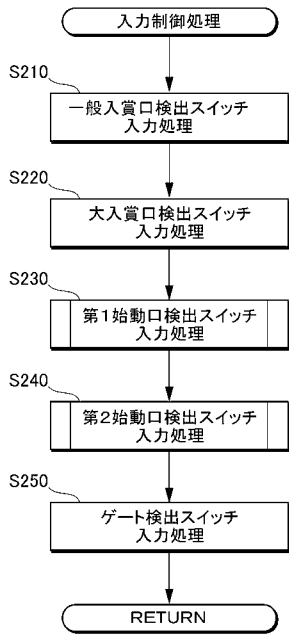 入力制御処理
S210
一般入賞口検出スイッチ
入力処理
S220
大入賞口検出スイッチ
入力処理
S230
第1始動口検出スイッチ
入力処理
S240
第2始動口検出スイッチ
入力処理
S250
ゲート検出スイッチ
入力処理
RETURN